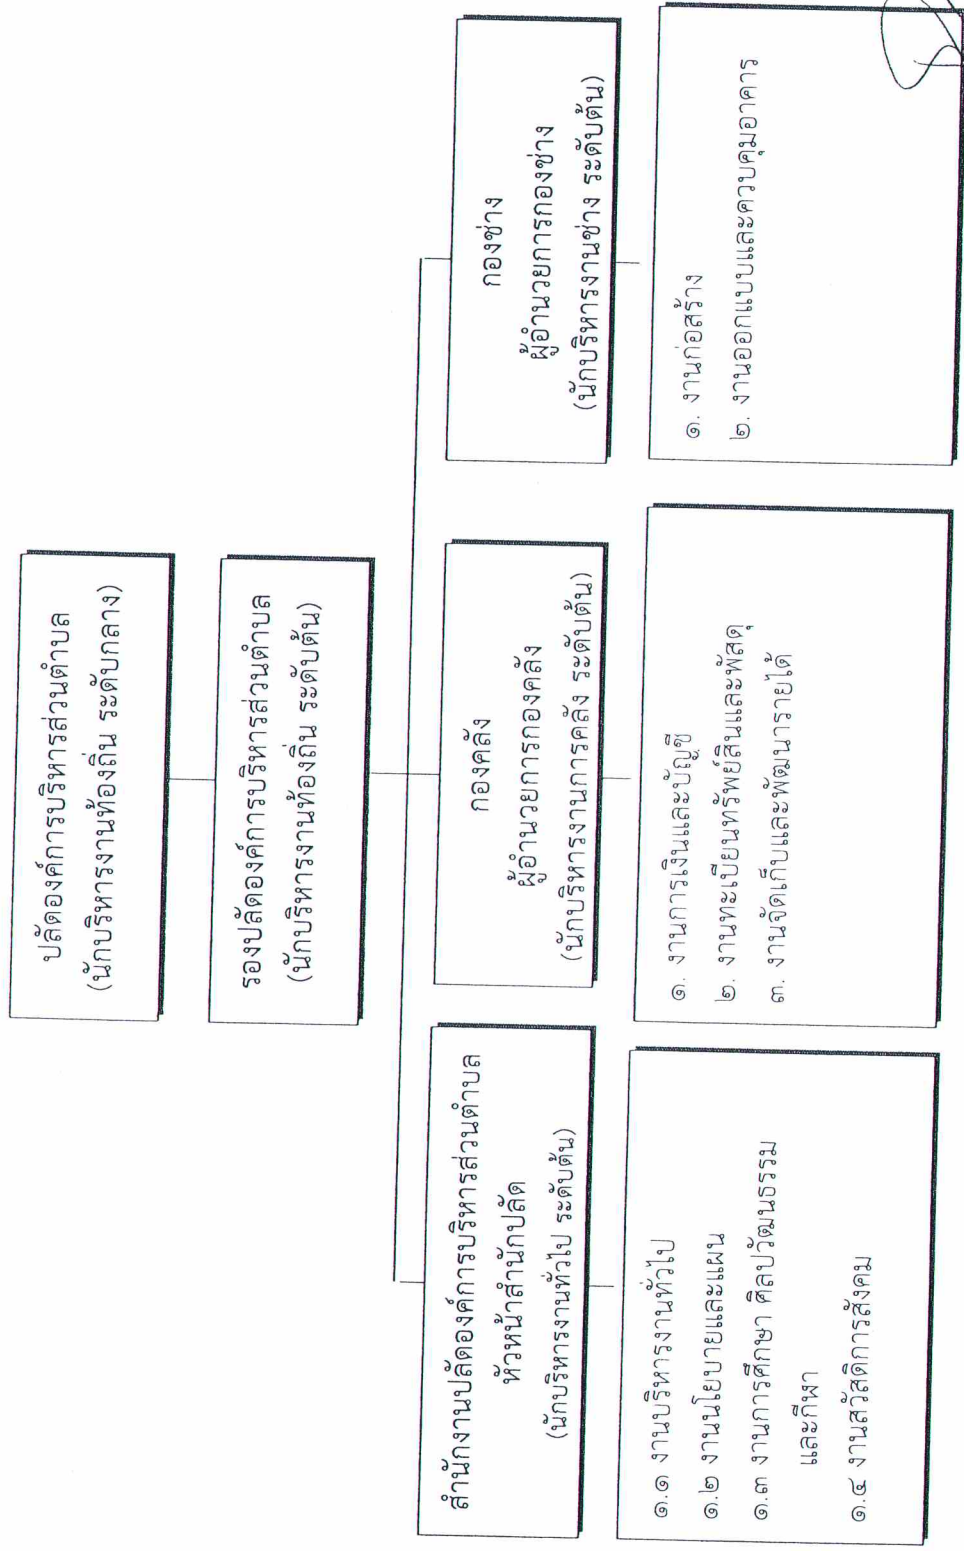 ปลัดองค์การบริหารส่วนตำบล
(นักบริหารงานท้องถิ่น ระดับกลาง)
รองปลัดองค์การบริหารส่วนตำบล
(นักบริหารงานท้องถิ่น ระดับต้น)
สำนักงานปลัดองค์การบริหารส่วนตำบล
หัวหน้าสำนักปลัด
(นักบริหารงานทั่วไป ระดับต้น)
๑.๑ งานบริหารงานทั่วไป
๑.๒ งานนโยบายและแผน
๑.๓ งานการศึกษา ศิลปวัฒนธรรม
และกีฬา
๑.๔ งานสวัสดิการสังคม
กองคลัง
ผู้อำนวยการกองคลัง
(นักบริหารงานการคลัง ระดับต้น)
๑. งานการเงินและบัญชี
๒. งานทะเบียนทรัพย์สินและพัสดุ
๓. งานจัดเก็บและพัฒนารายได้
กองช่าง
ผู้อำนวยการกองช่าง
(นักบริหารงานช่าง ระดับต้น)
๑. งานก่อสร้าง
๒. งานออกแบบและควบคุมอาคาร